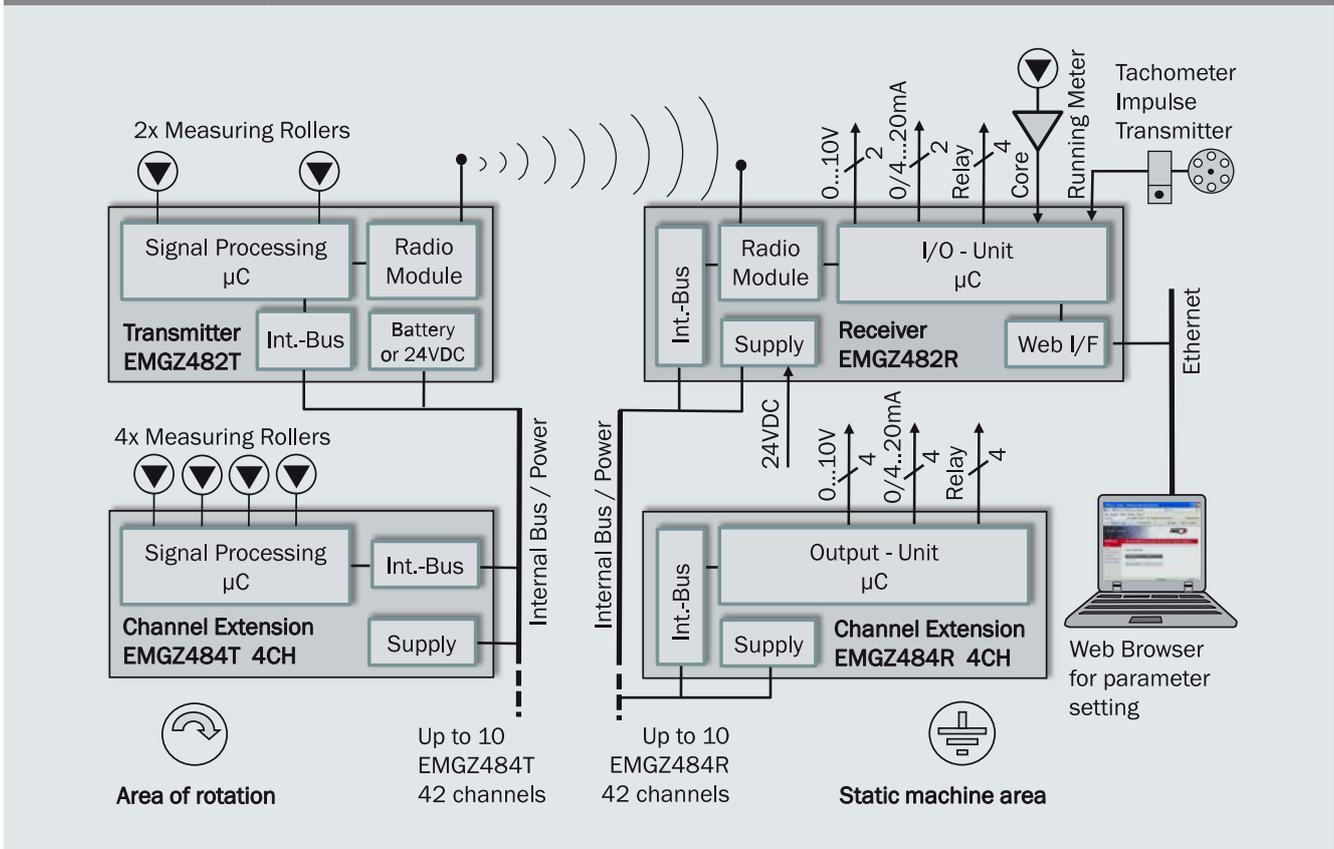 2x Measuring Rollers
Signal Processing
µC
Radio
Module
Transmitter
EMGZ482T
Int.-Bus
Battery
or 24VDC
4x Measuring Rollers
Signal Processing
µC
Int.-Bus
Channel Extension
EMGZ484T 4CH
Supply
Internal Bus / Power
Area of rotation
Up to 10
EMGZ484T
42 channels
0...10V
2
0/4...20mA
2
Relay
4
Core
Running Meter
Tachometer
Impulse
Transmitter
Int.-Bus
Radio
Module
I/O - Unit
µC
Supply
Receiver
EMGZ482R
Web I/F
Ethernet
24VDC
Internal Bus / Power
0...10V
4
0/4..20mA
4
Relay
4
Int.-Bus
Output - Unit
µC
Supply
Channel Extension
EMGZ484R 4CH
Web Browser
for parameter
setting
Up to 10
EMGZ484R
42 channels
Static machine area